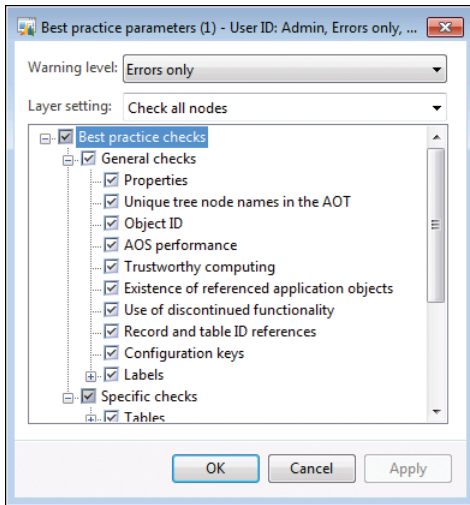 Best practice parameters (1) - User ID: Admin, Errors only, ...
Warning level: Errors only
Layer setting: Check all nodes
Best practice checks
General checks
Properties
Unique tree node names in the AOT
Object ID
AOS performance
Trustworthy computing
Existence of referenced application objects
Use of discontinued functionality
Record and table ID references
Configuration keys
Labels
Specific checks
Tables
OK Cancel Apply